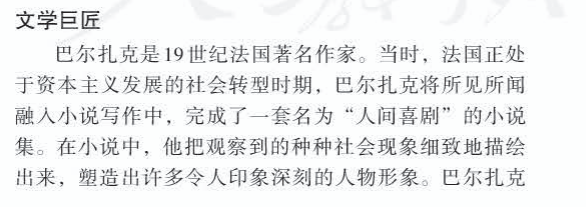 文学巨匠
巴尔扎克是19世纪法国著名作家。当时，法国正处
于资本主义发展的社会转型时期，巴尔扎克将所见所闻
融入小说写作中，完成了一套名为“人间喜剧”的小说
集。在小说中，他把观察到的种种社会现象细致地描绘
出来，塑造出许多令人印象深刻的人物形象。巴尔扎克